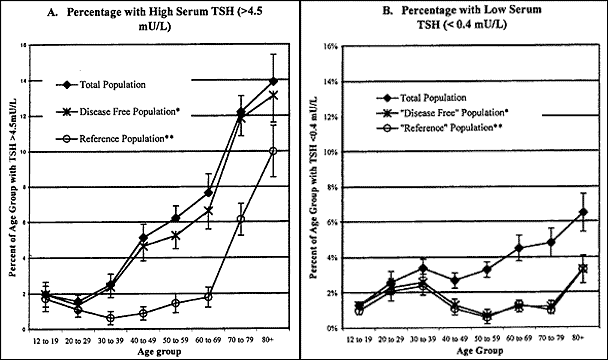 A. Percentage with High Serum TSH (>4.5
mU/L)
Percent of Age Group with TSH >4.5mU/L
16
14
12
10
8
6
4
2
0
Total Population
Disease Free Population*
Reference Population**
12 to 19 20 to 29 30 to 39 40 to 49 50 to 59 60 to 69 70 to 79 80+
Age group
B. Percentage with Low Serum
TSH (< 0.4 mU/L)
Percent of Age Group with TSH <0.4 mU/L
16%
14%
12%
10%
8%
6%
4%
2%
0%
Total Population
"Disease Free" Population*
"Reference" Population**
12 to 19 20 to 29 30 to 39 40 to 49 50 to 59 60 to 69 70 to 79 80+
Age Group